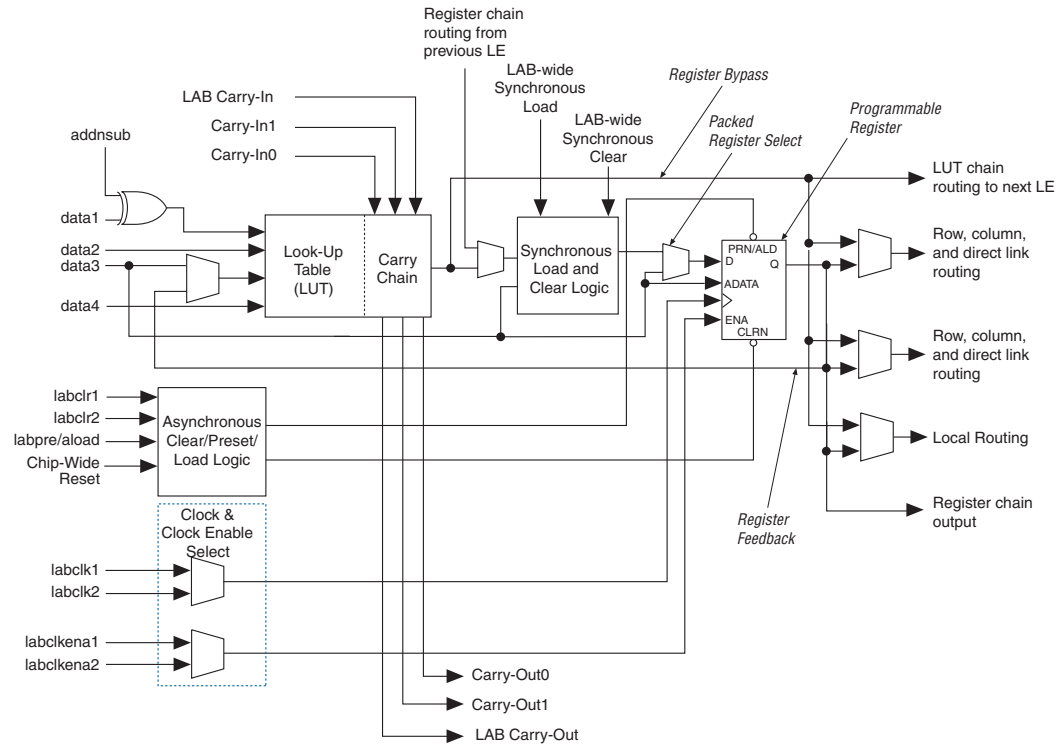 Register chain
routing from
previous LE
LAB-wide
Synchronous
Load
LAB-wide
Synchronous
Clear
Register Bypass
Packed
Register Select
Programmable
Register
LAB Carry-In
Carry-In1
Carry-In0
addnsub
data1
data2
data3
data4
Look-Up
Table
(LUT)
Carry
Chain
Synchronous
Load and
Clear Logic
PRN/ALD
D
Q
ADATA
ENA
CLRN
LUT chain
routing to next LE
Row, column,
and direct link
routing
Row, column,
and direct link
routing
Local Routing
Register chain
output
Register
Feedback
labclr1
labclr2
labpre/aload
Chip-Wide
Reset
Asynchronous
Clear/Preset/
Load Logic
Clock &
Clock Enable
Select
labclk1
labclk2
labclkena1
labclkena2
Carry-Out0
Carry-Out1
LAB Carry-Out